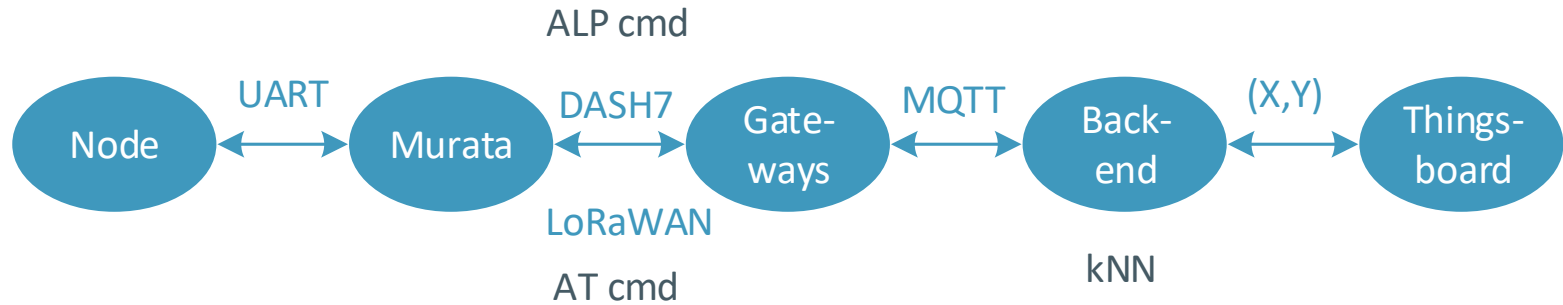 ALP cmd
UART
DASH7
MQTT
(X,Y)
Node
Murata
Gate-
ways
Back-
end
Things-
board
LoRaWAN
AT cmd
kNN